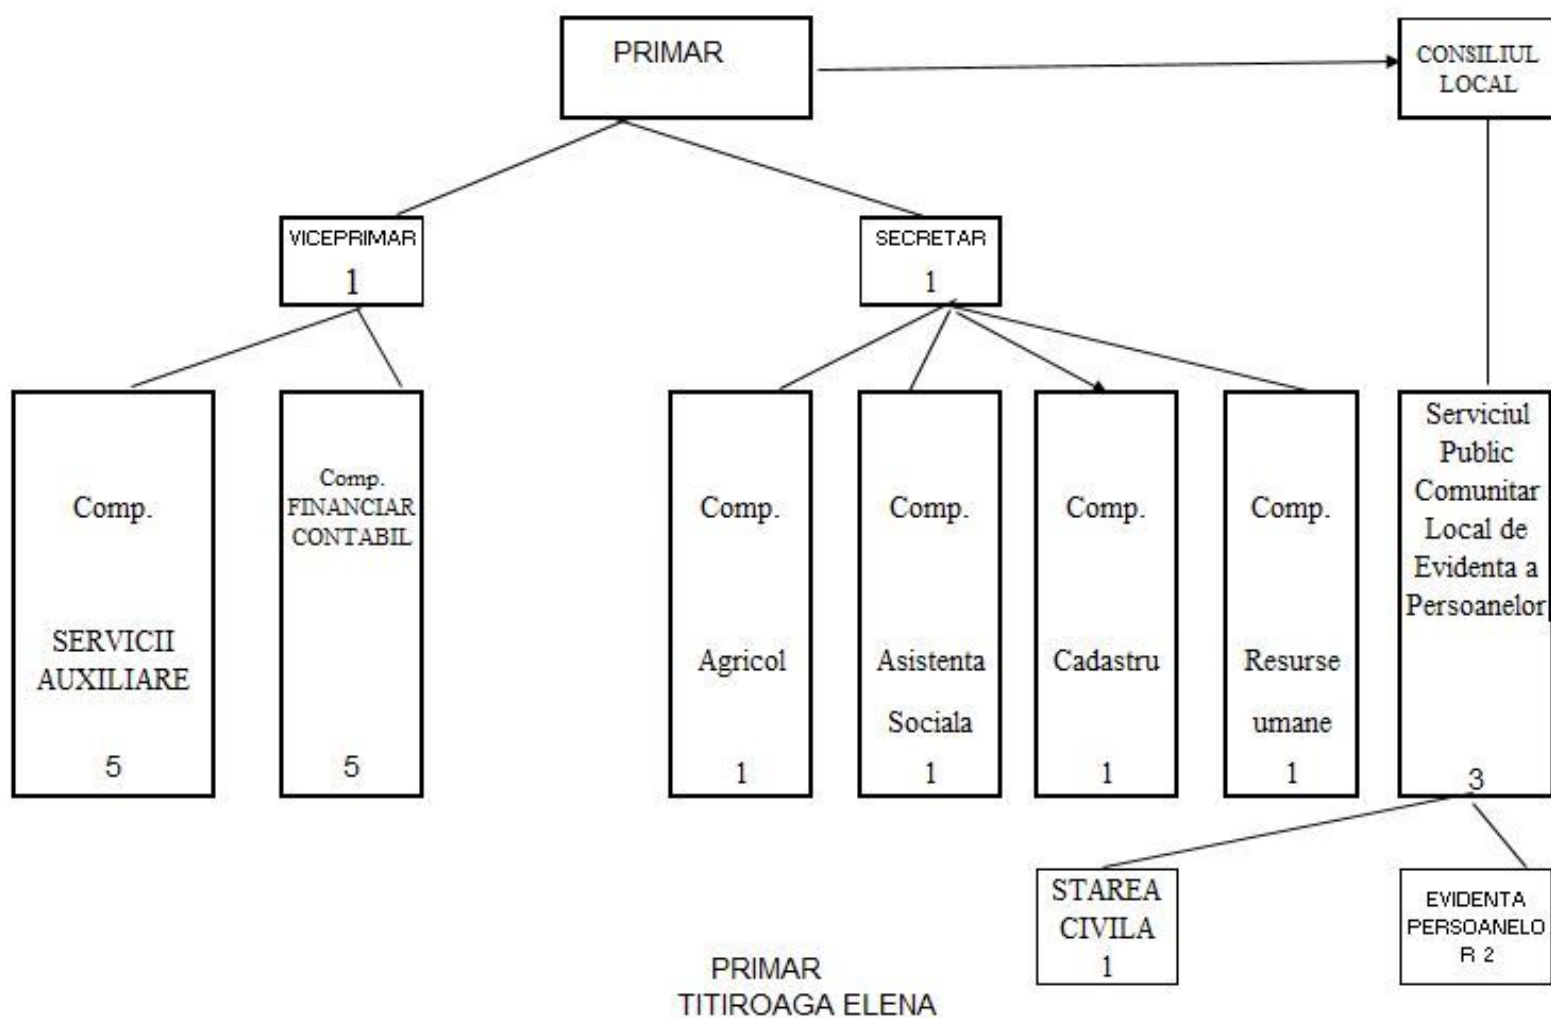 PRIMAR
CONSILIUL
LOCAL
VICEPRIMAR
1
SECRETAR
1
Comp.
SERVICII
AUXILIARE
5
Comp.
FINANCIAR
CONTABIL
5
Comp.
Agricol
1
Comp.
Asistenta
Sociala
1
Comp.
Cadastru
1
Comp.
Resurse
umane
1
Serviciul
Public
Comunitar
Local de
Evidenta a
Persoanelor
3
STAREA
CIVILA
1
EVIDENTA
PERSOANELO
R 2
PRIMAR
TITIROAGA ELENA